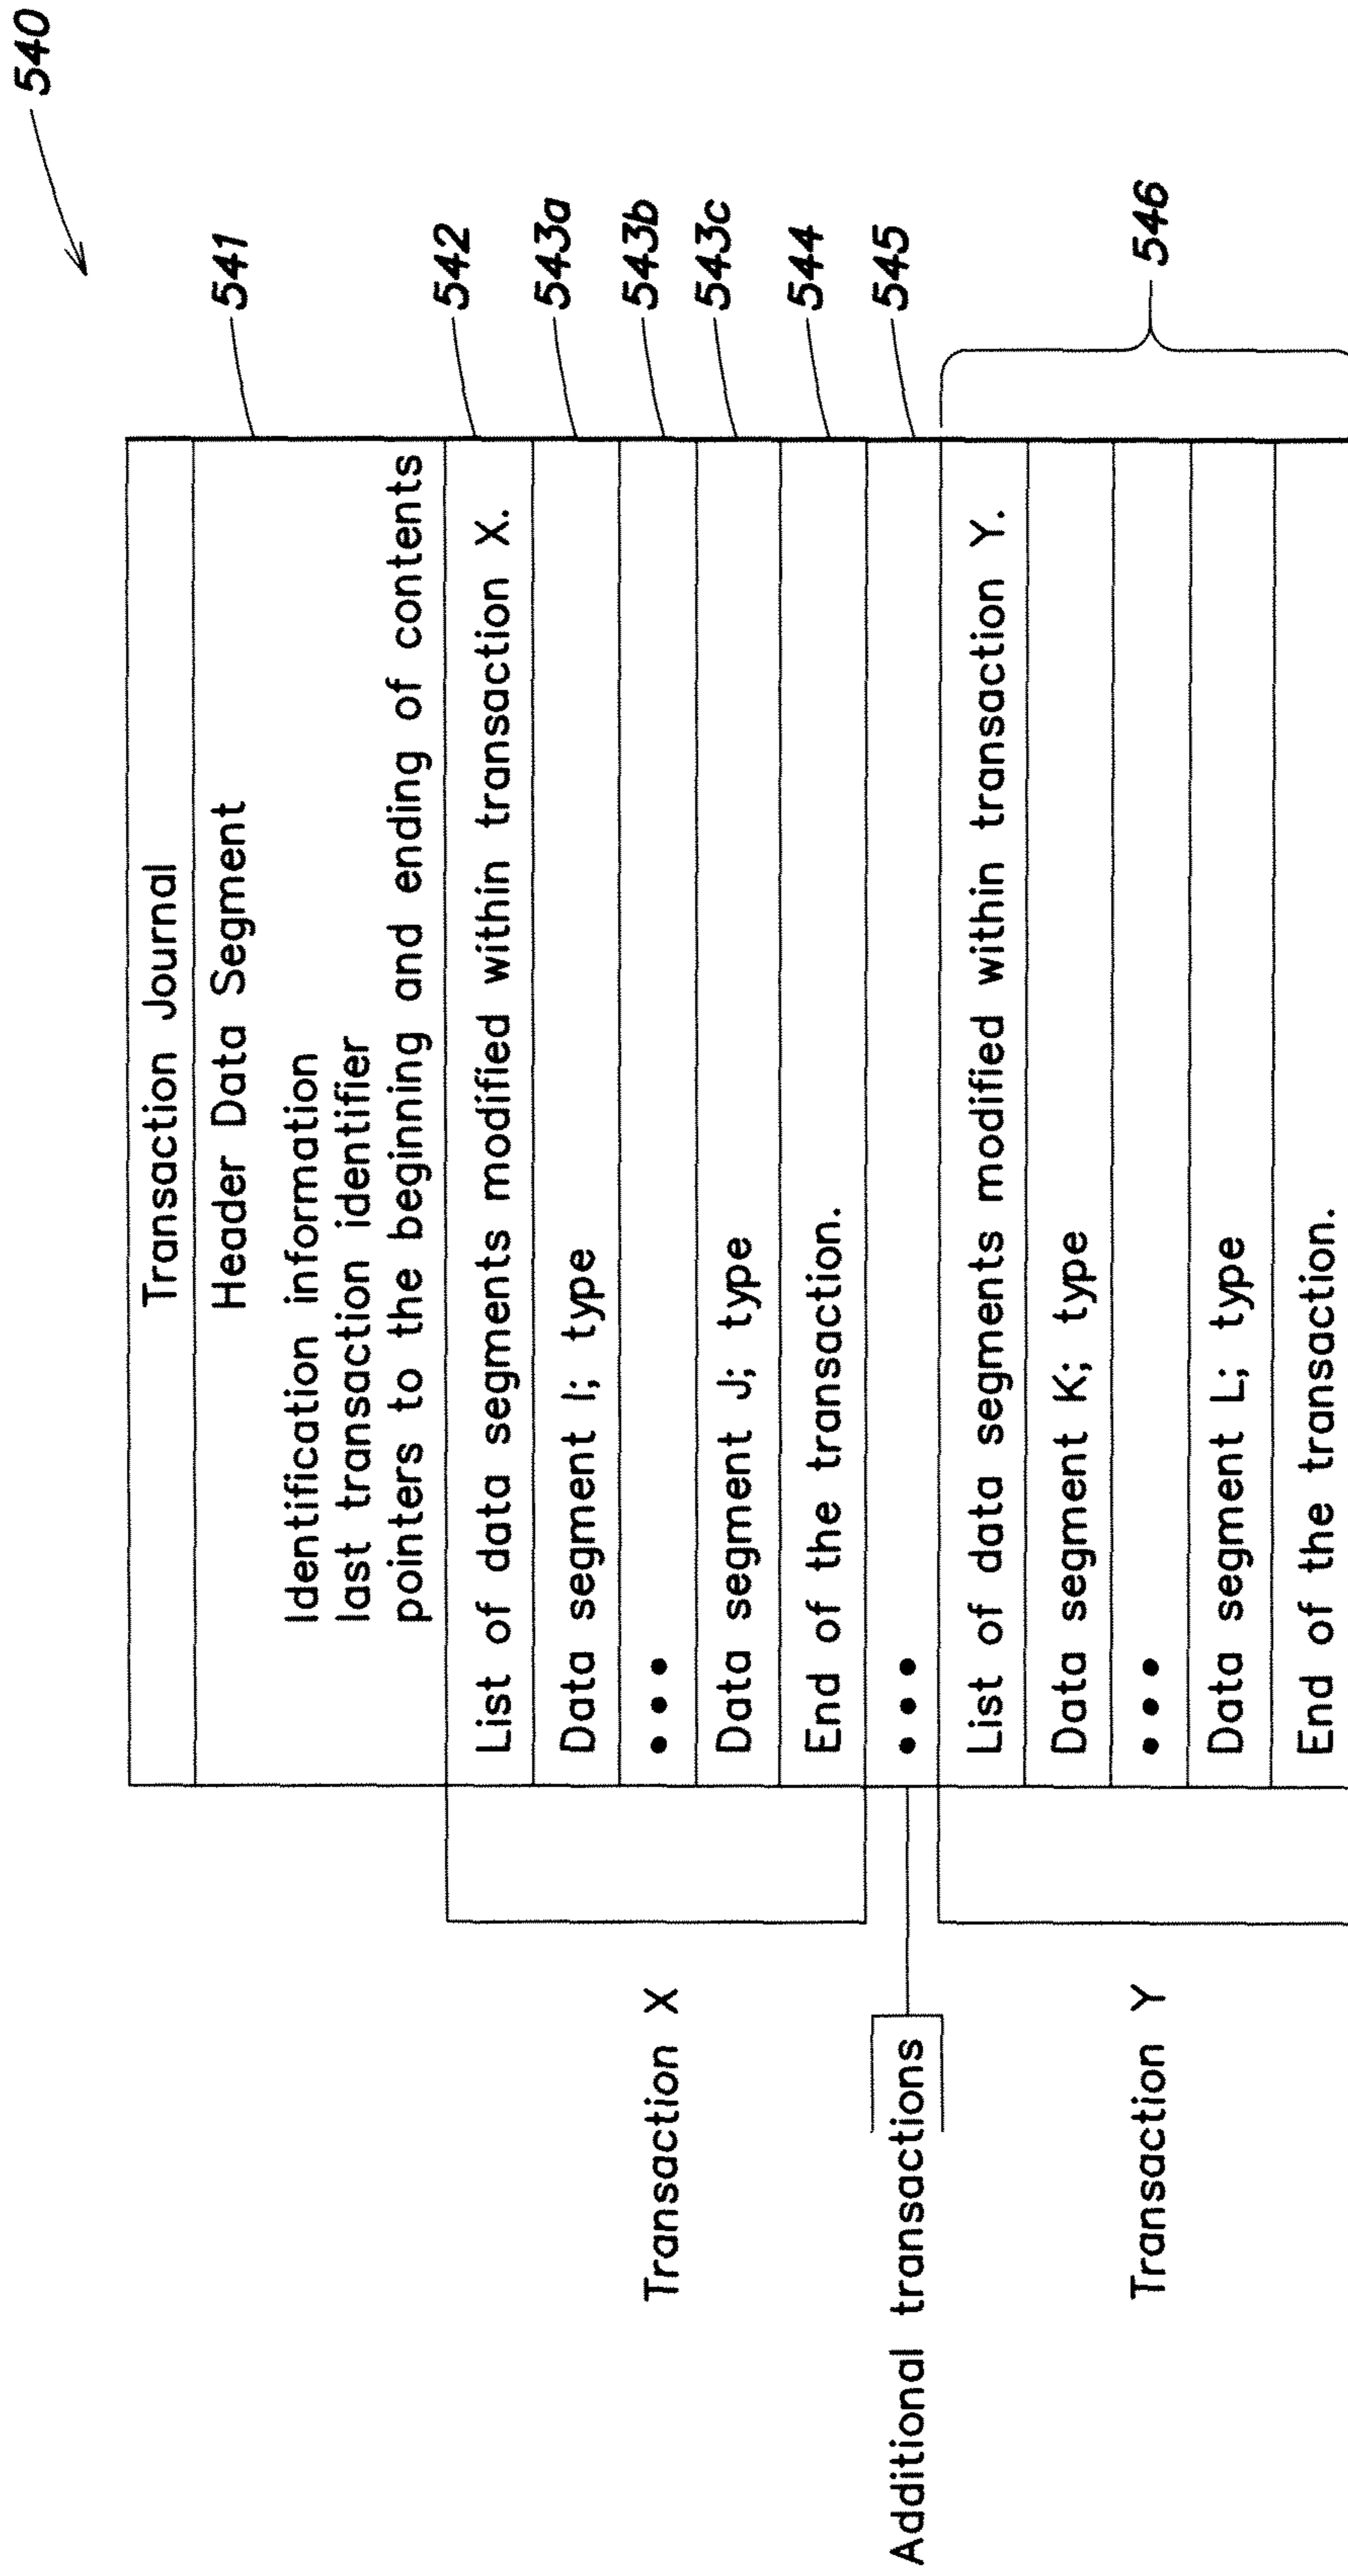 540
Transaction Journal
Header Data Segment
541
Identification information
last transaction identifier
pointers to the beginning and ending of contents
List of data segments modified within transaction X.
542
Data segment I; type
543a
•••
543b
Data segment J; type
543c
End of the transaction.
544
•••
545
List of data segments modified within transaction Y.
Data segment K; type
•••
Data segment L; type
End of the transaction.
546
Transaction X
Additional transactions
Transaction Y